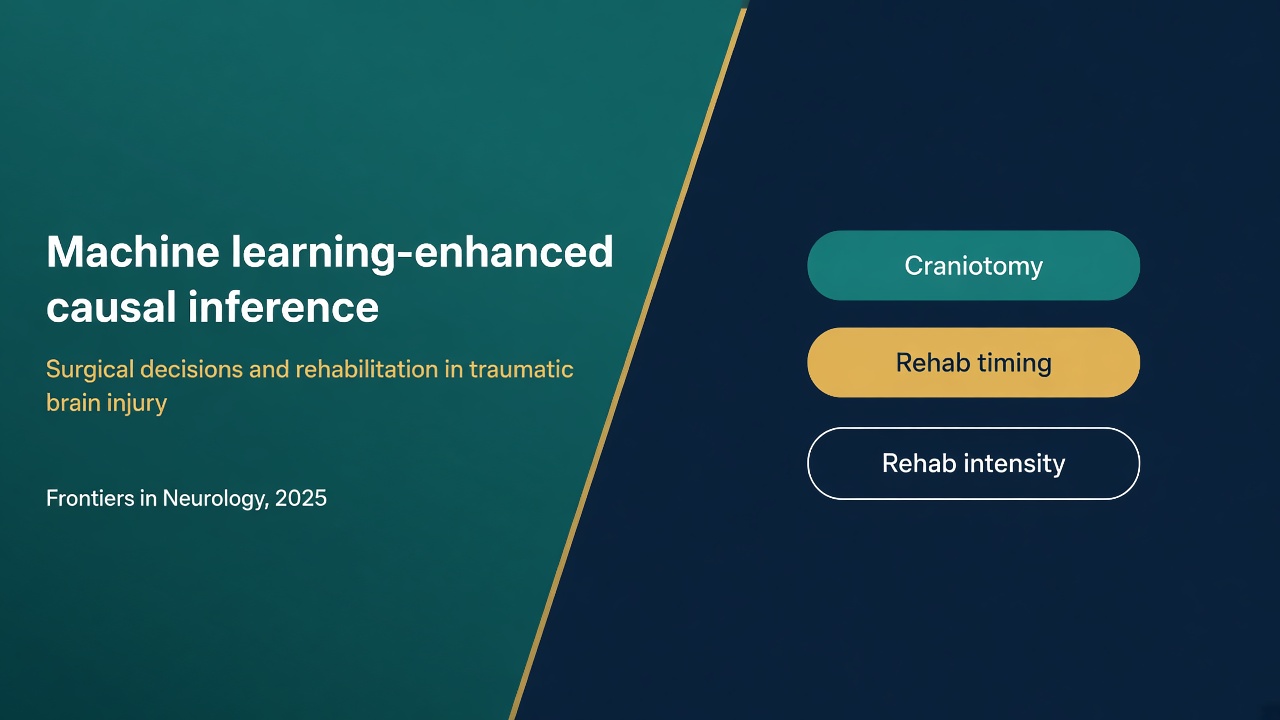 Machine learning-enhanced
causal inference
Surgical decisions and rehabilitation in traumatic
brain injury
Frontiers in Neurology, 2025
Craniotomy
Rehab timing
Rehab intensity